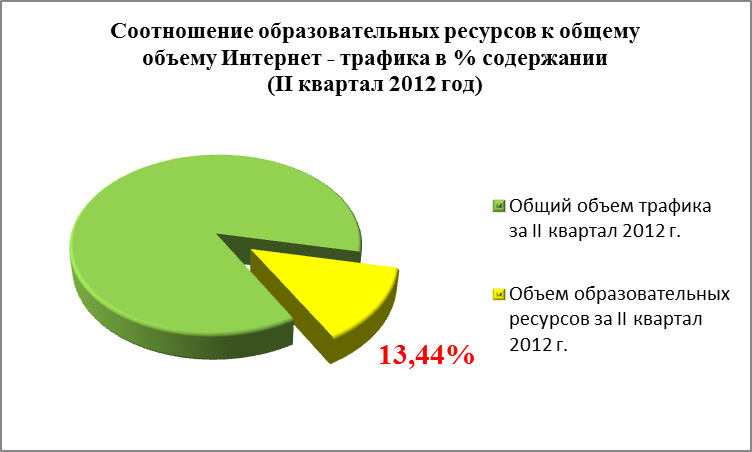 Соотношение образовательных ресурсов к общему
объему Интернет - трафика в % содержании
(II квартал 2012 год)
Общий объем трафика
за II квартал 2012 г.
Объем образовательных
ресурсов за II квартал
2012 г.
13,44%